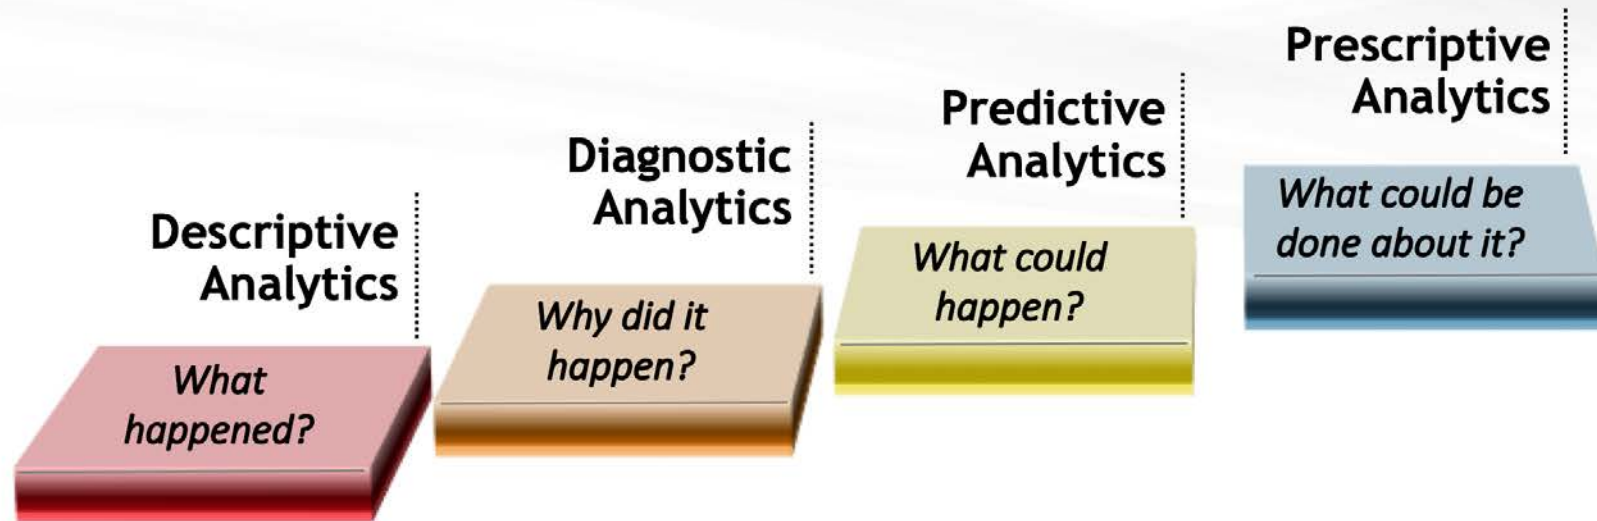 Descriptive
Analytics
What
happened?
Diagnostic
Analytics
Why did it
happen?
Predictive
Analytics
What could
happen?
Prescriptive
Analytics
What could be
done about it?